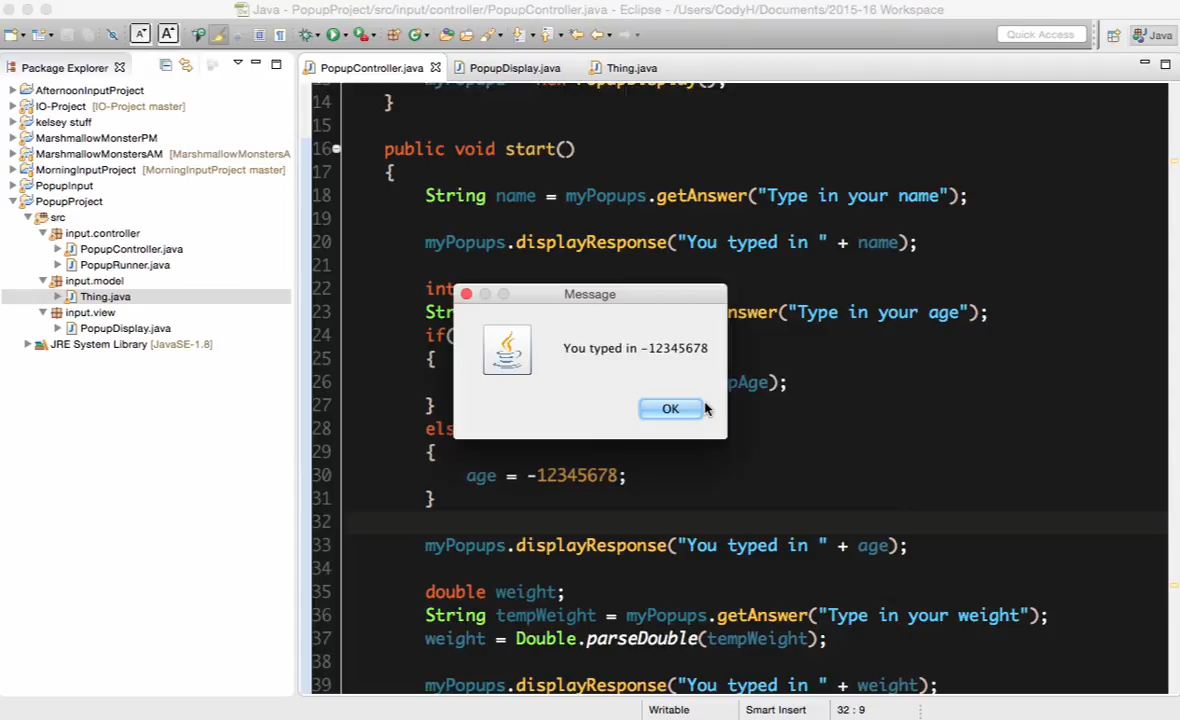 Java - PopupProject/src/input/controller/PopupController.java - Eclipse - /Users/CodyH/Documents/2015-16 Workspace
A A Quick Access Java
Package Explorer
PopupController.java PopupDisplay.java Thing.java
AfternoonInputProject
IO-Project [IO-Project master]
kelsey stuff
MarshmallowMonsterPM
MarshmallowMonstersAM [MarshmallowMonstersA
MorningInputProject [MorningInputProject master]
PopupInput
PopupProject
src
input.controller
PopupController.java
PopupRunner.java
input.model
Thing.java
input.view
PopupDisplay.java
JRE System Library [JavaSE-1.8]
14 }
15
16 public void start()
17 {
18 String name = myPopups.getAnswer("Type in your name");
19
20 myPopups.displayResponse("You typed in " + name);
21
22 int
23 Str nswer("Type in your age");
24 if(
25 {
26 pAge);
27 }
28 els
29 {
30 age = -12345678;
31 }
32
33 myPopups.displayResponse("You typed in " + age);
34
35 double weight;
36 String tempWeight = myPopups.getAnswer("Type in your weight");
37 weight = Double.parseDouble(tempWeight);
38
39 myPopups.displayResponse("You typed in " + weight);
Message
You typed in -12345678
OK
Writable Smart Insert 32 : 9